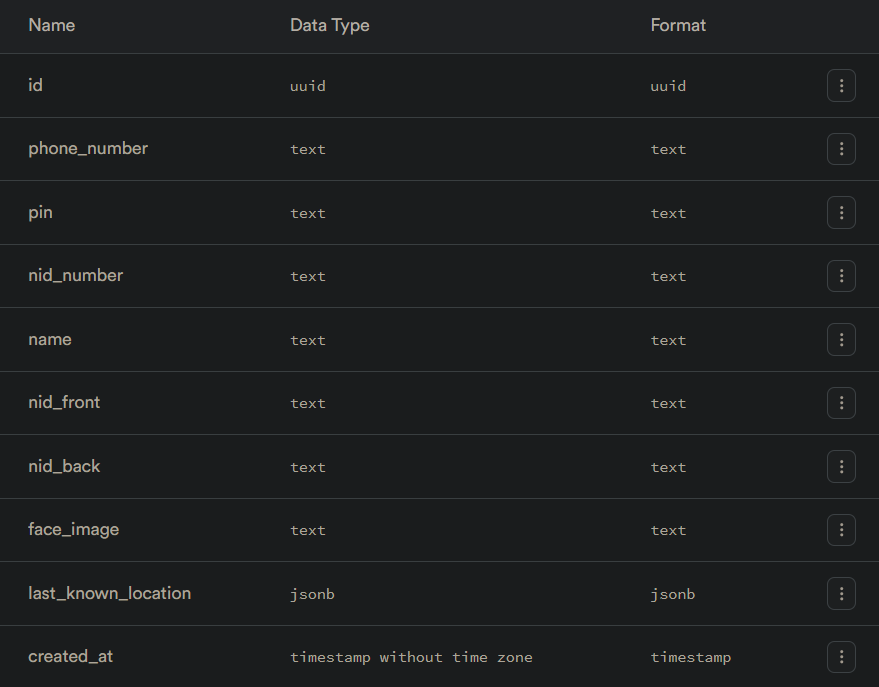 Name Data Type Format
id uuid uuid
phone_number text text
pin text text
nid_number text text
name text text
nid_front text text
nid_back text text
face_image text text
last_known_location jsonb jsonb
created_at timestamp without time zone timestamp